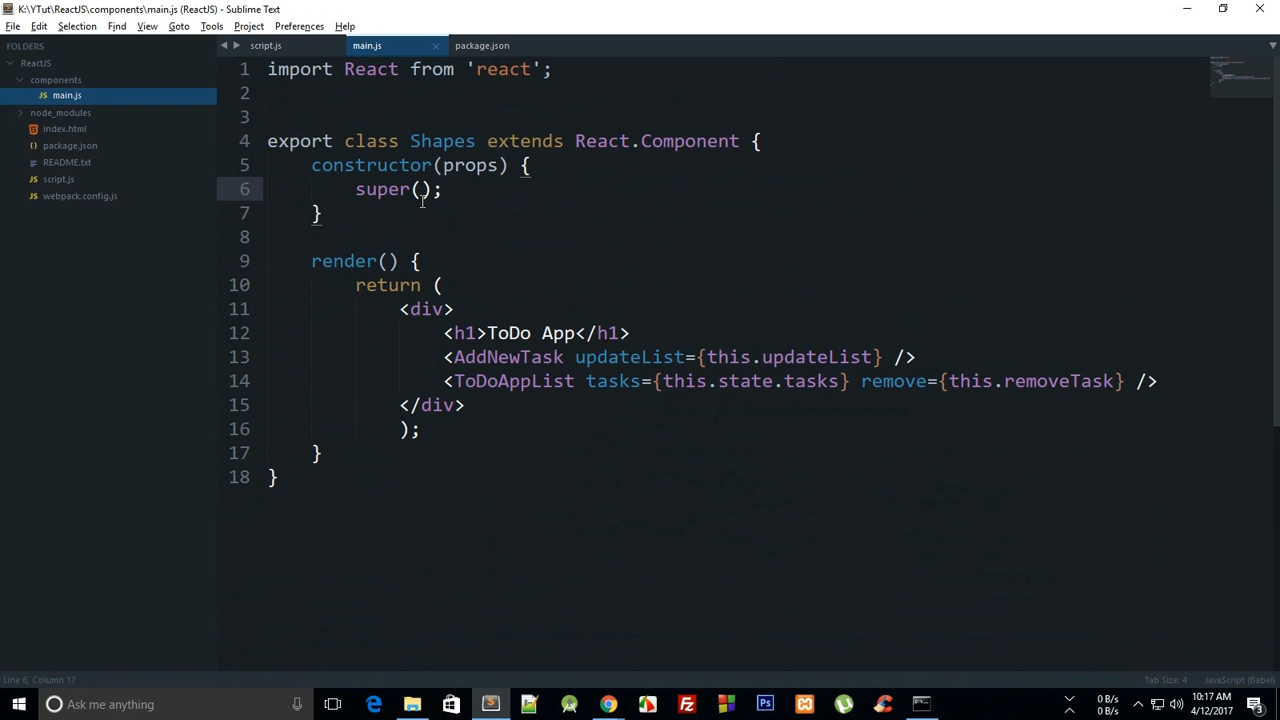 K:\YTut\ReactJS\components\main.js (ReactJS) - Sublime Text
File Edit Selection Find View Goto Tools Project Preferences Help
FOLDERS
ReactJS
components
JS main.js
node_modules
index.html
package.json
README.txt
JS script.js
JS webpack.config.js
script.js main.js package.json
1 import React from 'react';
2
3
4 export class Shapes extends React.Component {
5 constructor(props) {
6 super();
7 }
8
9 render() {
10 return (
11 <div>
12 <h1>ToDo App</h1>
13 <AddNewTask updateList={this.updateList} />
14 <ToDoAppList tasks={this.state.tasks} remove={this.removeTask} />
15 </div>
16 );
17 }
18 }
Line 6, Column 17
Tab Size: 4 JavaScript (Babel)
Ask me anything
0 B/s
0 B/s
10:17 AM
4/12/2017